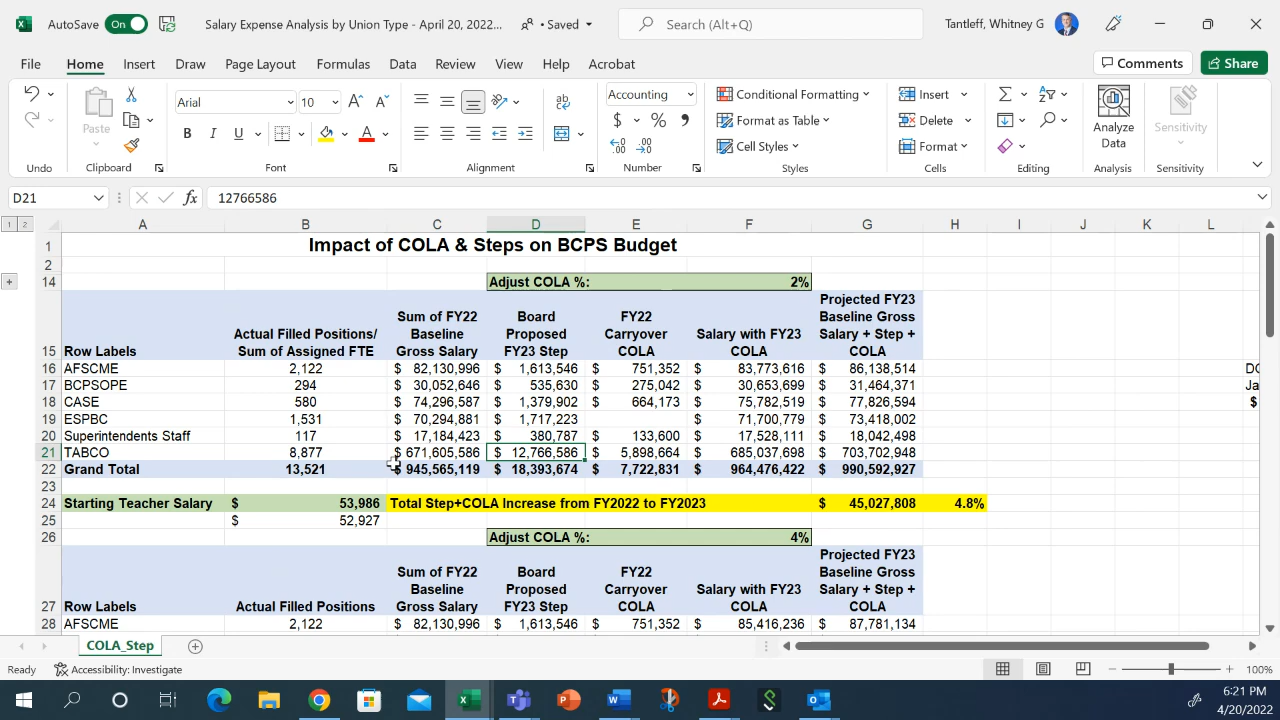 AutoSave On Salary Expense Analysis by Union Type - April 20, 2022... • Saved Search (Alt+Q) Tantleff, Whitney G
File Home Insert Draw Page Layout Formulas Data Review View Help Acrobat Comments Share
Paste Arial 10 Accounting Conditional Formatting Insert Analyze Data Sensitivity
$ % Format as Table Delete
Cell Styles Format
Undo Clipboard Font Alignment Number Styles Cells Editing Analysis Sensitivity
D21 fx 12766586
1 2 A B C D E F G H I J K L
1 Impact of COLA & Steps on BCPS Budget
2
14 Adjust COLA %: 2%
15 Row Labels Actual Filled Positions/ Sum of Assigned FTE Sum of FY22 Baseline Gross Salary Board Proposed FY23 Step FY22 Carryover COLA Salary with FY23 COLA Projected FY23 Baseline Gross Salary + Step + COLA
16 AFSCME 2,122 $ 82,130,996 $ 1,613,546 $ 751,352 $ 83,773,616 $ 86,138,514 DC
17 BCPSOPE 294 $ 30,052,646 $ 535,630 $ 275,042 $ 30,653,699 $ 31,464,371 Ja
18 CASE 580 $ 74,296,587 $ 1,379,902 $ 664,173 $ 75,782,519 $ 77,826,594 $
19 ESPBC 1,531 $ 70,294,881 $ 1,717,223 $ 71,700,779 $ 73,418,002
20 Superintendents Staff 117 $ 17,184,423 $ 380,787 $ 133,600 $ 17,528,111 $ 18,042,498
21 TABCO 8,877 $ 671,605,586 $ 12,766,586 $ 5,898,664 $ 685,037,698 $ 703,702,948
22 Grand Total 13,521 $ 945,565,119 $ 18,393,674 $ 7,722,831 $ 964,476,422 $ 990,592,927
23
24 Starting Teacher Salary $ 53,986 Total Step+COLA Increase from FY2022 to FY2023 $ 45,027,808 4.8%
25 $ 52,927
26 Adjust COLA %: 4%
27 Row Labels Actual Filled Positions Sum of FY22 Baseline Gross Salary Board Proposed FY23 Step FY22 Carryover COLA Salary with FY23 COLA Projected FY23 Baseline Gross Salary + Step + COLA
28 AFSCME 2,122 $ 82,130,996 $ 1,613,546 $ 751,352 $ 85,416,236 $ 87,781,134
COLA_Step
Ready Accessibility: Investigate 100%
6:21 PM
4/20/2022